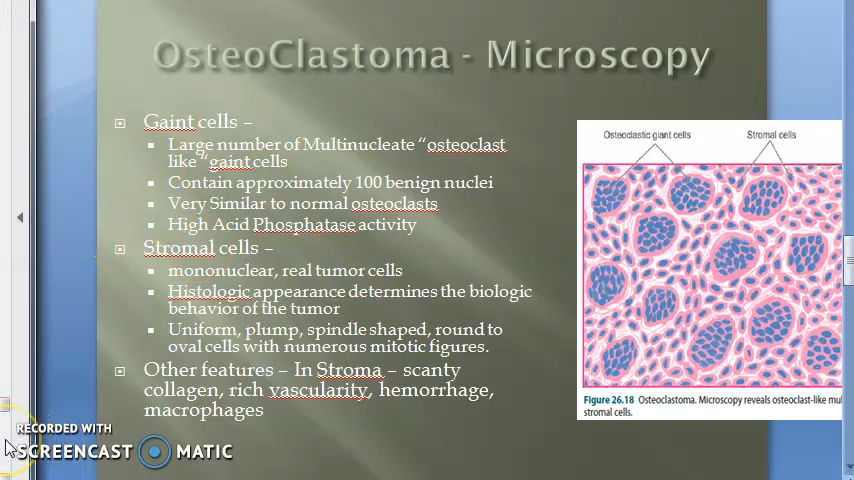 OsteoClastoma - Microscopy
Gaint cells –
Large number of Multinucleate “osteoclast
like“gaint cells
Contain approximately 100 benign nuclei
Very Similar to normal osteoclasts
High Acid Phosphatase activity
Stromal cells –
mononuclear, real tumor cells
Histologic appearance determines the biologic
behavior of the tumor
Uniform, plump, spindle shaped, round to
oval cells with numerous mitotic figures.
Other features – In Stroma – scanty
collagen, rich vascularity, hemorrhage,
macrophages
Osteoclastic giant cells Stromal cells
Figure 26.18 Osteoclastoma. Microscopy reveals osteoclast-like mul
stromal cells.
RECORDED WITH
SCREENCAST MATIC